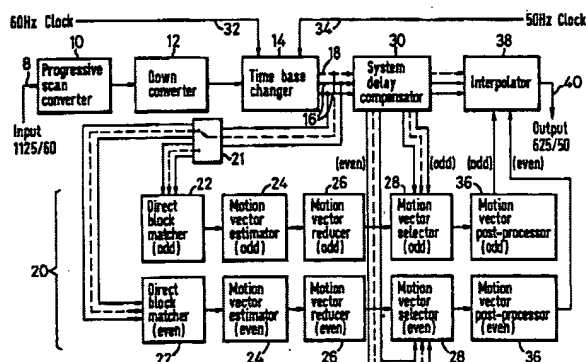 60Hz Clock 32 34 50Hz Clock
10 12 14 30 38
8 Progressive scan converter
Down converter
Time base changer
18
16
System delay compensator
Interpolator
40
Input 1125/60
Output 625/50
21
(even) (odd) (odd) (even)
20
22 24 26 28 36
Direct block matcher (odd)
Motion vector estimator (odd)
Motion vector reducer (odd)
Motion vector selector (odd)
Motion vector post-processor (odd)
Direct block matcher (even)
Motion vector estimator (even)
Motion vector reducer (even)
Motion vector selector (even)
Motion vector post-processor (even)
22 24 26 28 36